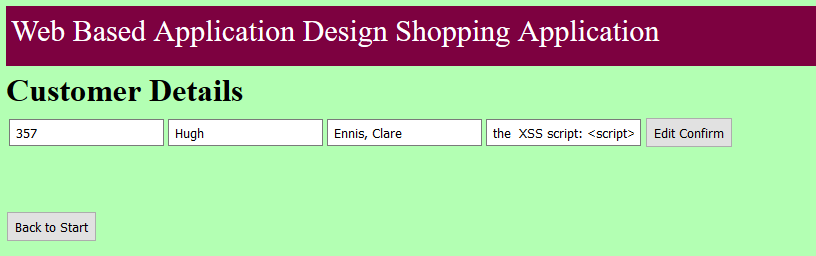 Web Based Application Design Shopping Application
Customer Details
357 Hugh Ennis, Clare the  XSS script: <script> Edit Confirm
Back to Start